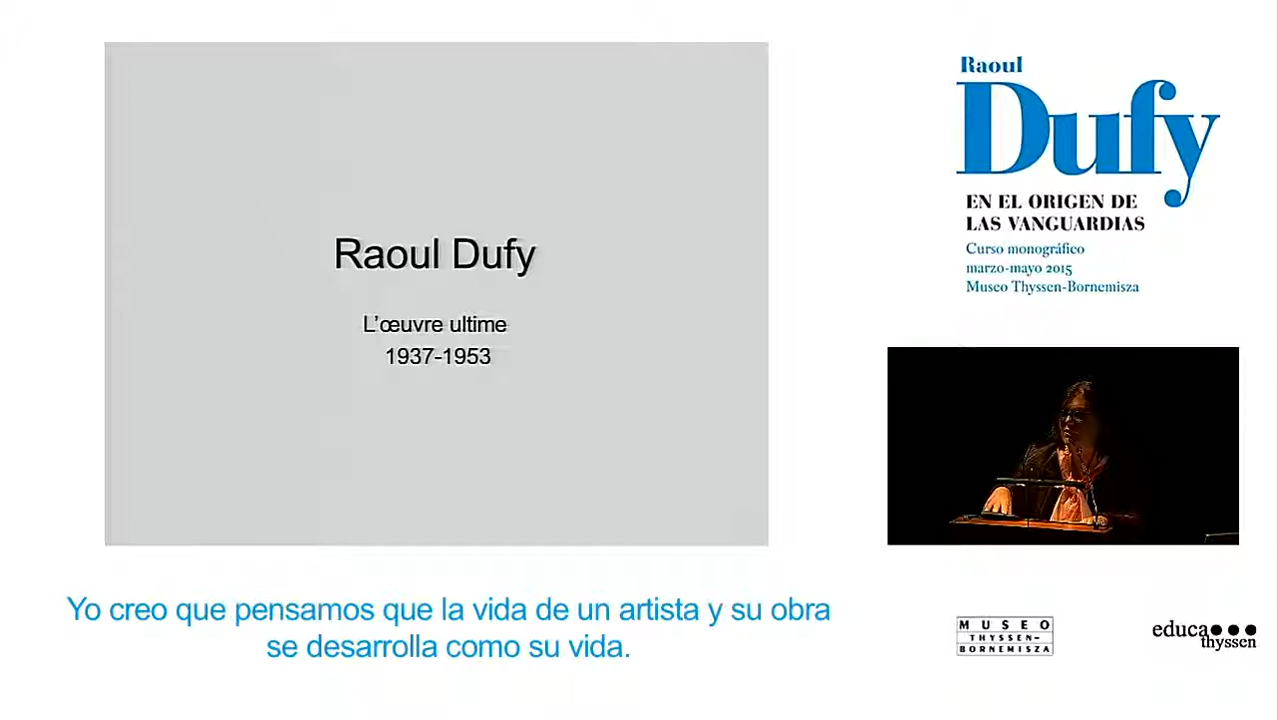 Raoul Dufy
L'œuvre ultime
1937-1953
Raoul
Dufy
EN EL ORIGEN DE
LAS VANGUARDIAS
Curso monográfico
marzo-mayo 2015
Museo Thyssen-Bornemisza
Yo creo que pensamos que la vida de un artista y su obra
se desarrolla como su vida.
MUSEO
THYSSEN-
BORNEMISZA
educa
thyssen